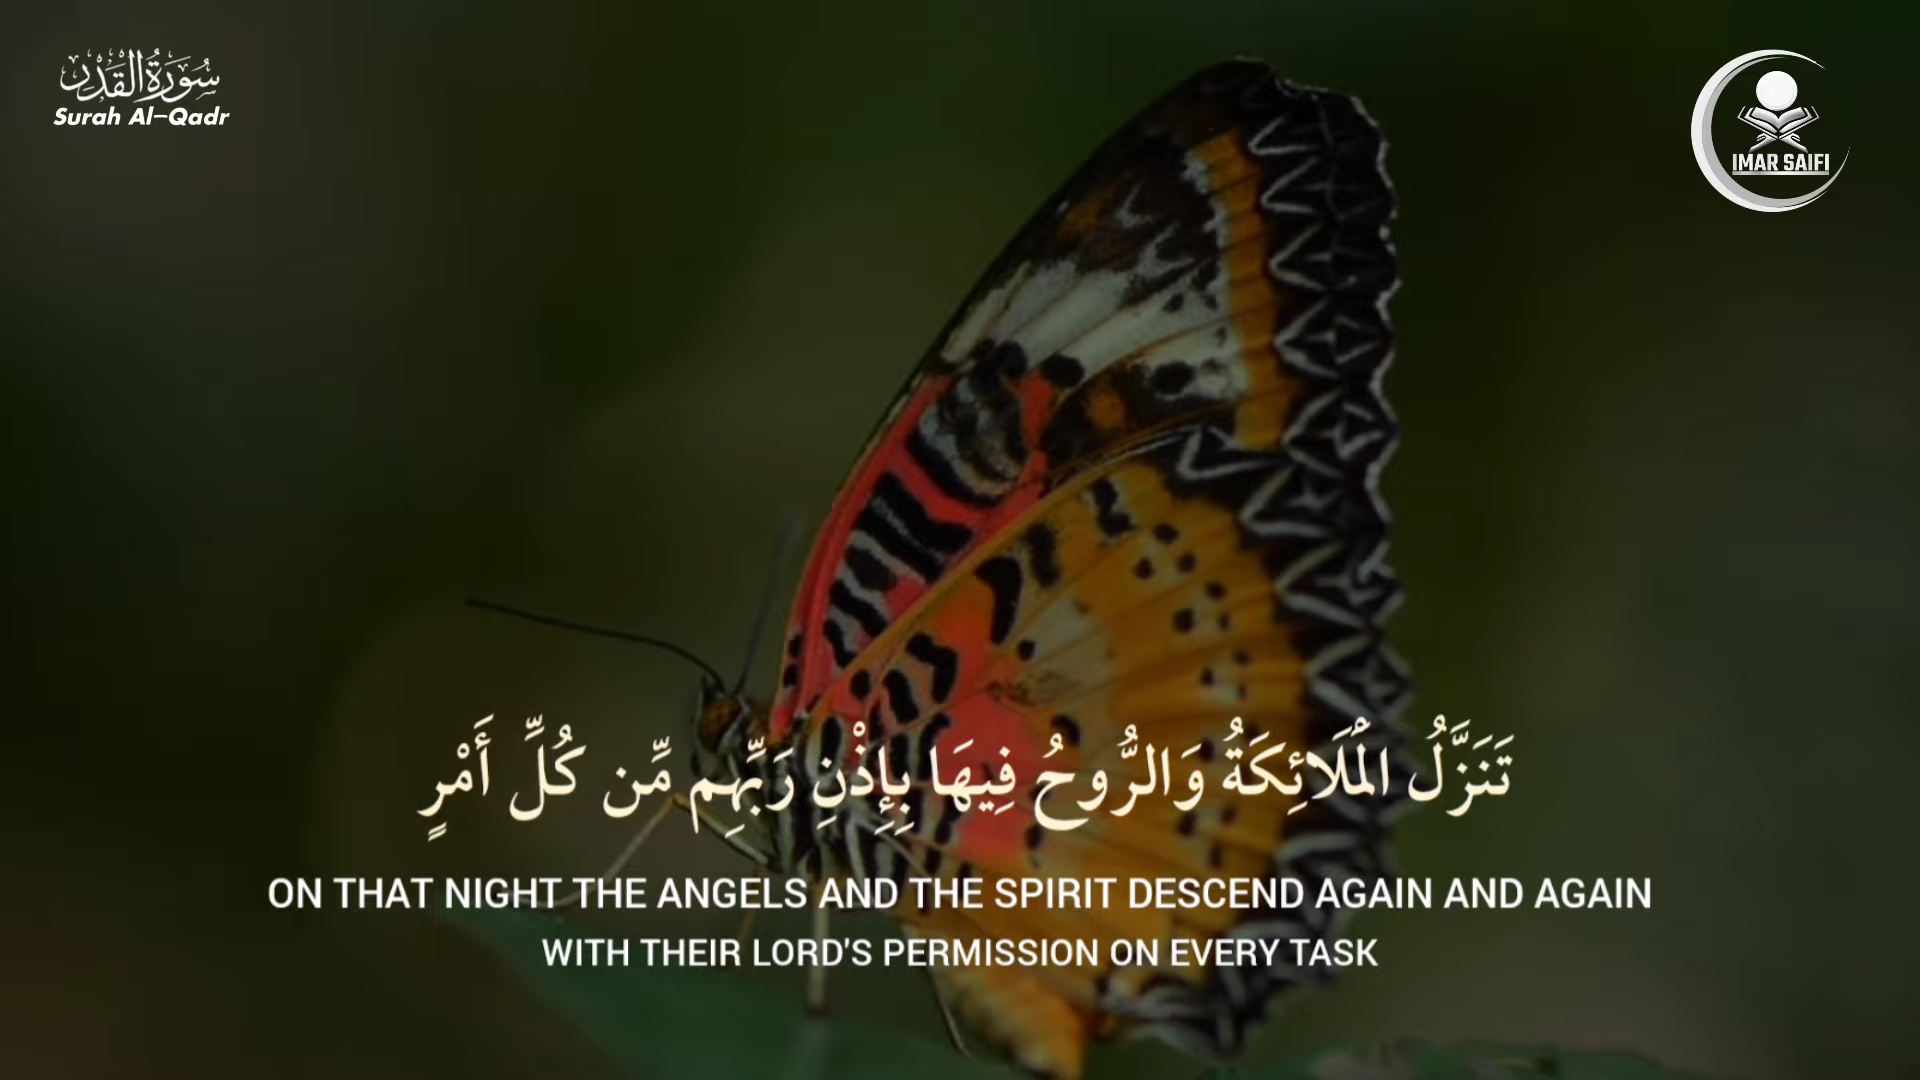 سُورَةُ القَدْر
Surah Al-Qadr
IMAR SAIFI
تَنَزَّلُ الْمَلَائِكَةُ وَالرُّوحُ فِيهَا بِإِذْنِ رَبِّهِم مِّن كُلِّ أَمْرٍ
ON THAT NIGHT THE ANGELS AND THE SPIRIT DESCEND AGAIN AND AGAIN
WITH THEIR LORD'S PERMISSION ON EVERY TASK